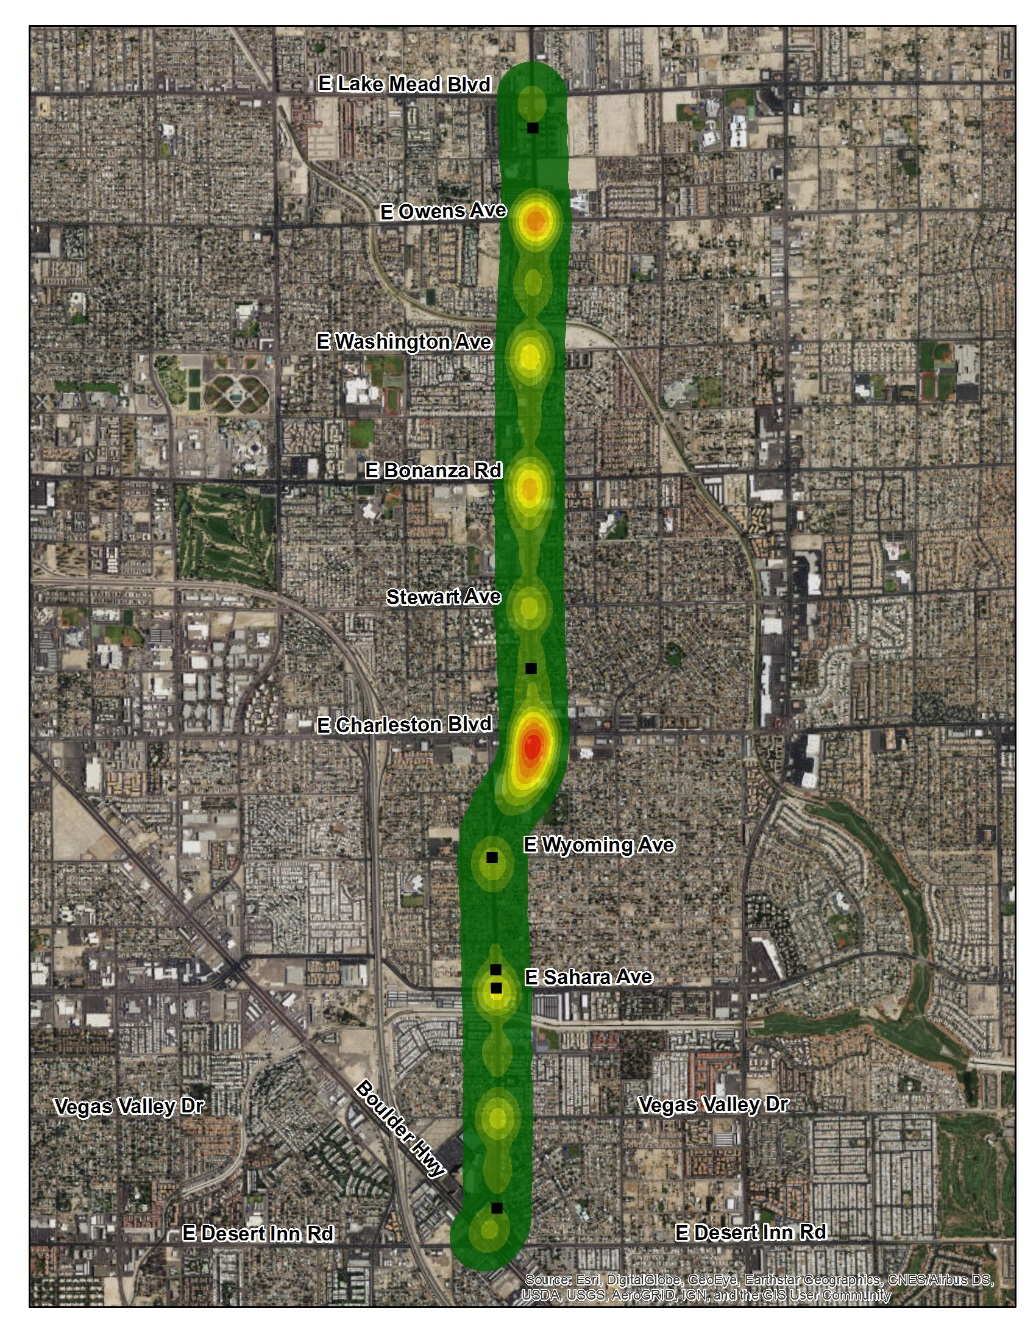 E Lake Mead Blvd
E Owens Ave
E Washington Ave
E Bonanza Rd
Stewart Ave
E Charleston Blvd
E Wyoming Ave
E Sahara Ave
Vegas Valley Dr
Boulder Hwy
Vegas Valley Dr
E Desert Inn Rd
E Desert Inn Rd
Source: Esri, DigitalGlobe, GeoEye, Earthstar Geographics, CNES/Airbus DS,
USDA, USGS, AeroGRID, IGN, and the GIS User Community